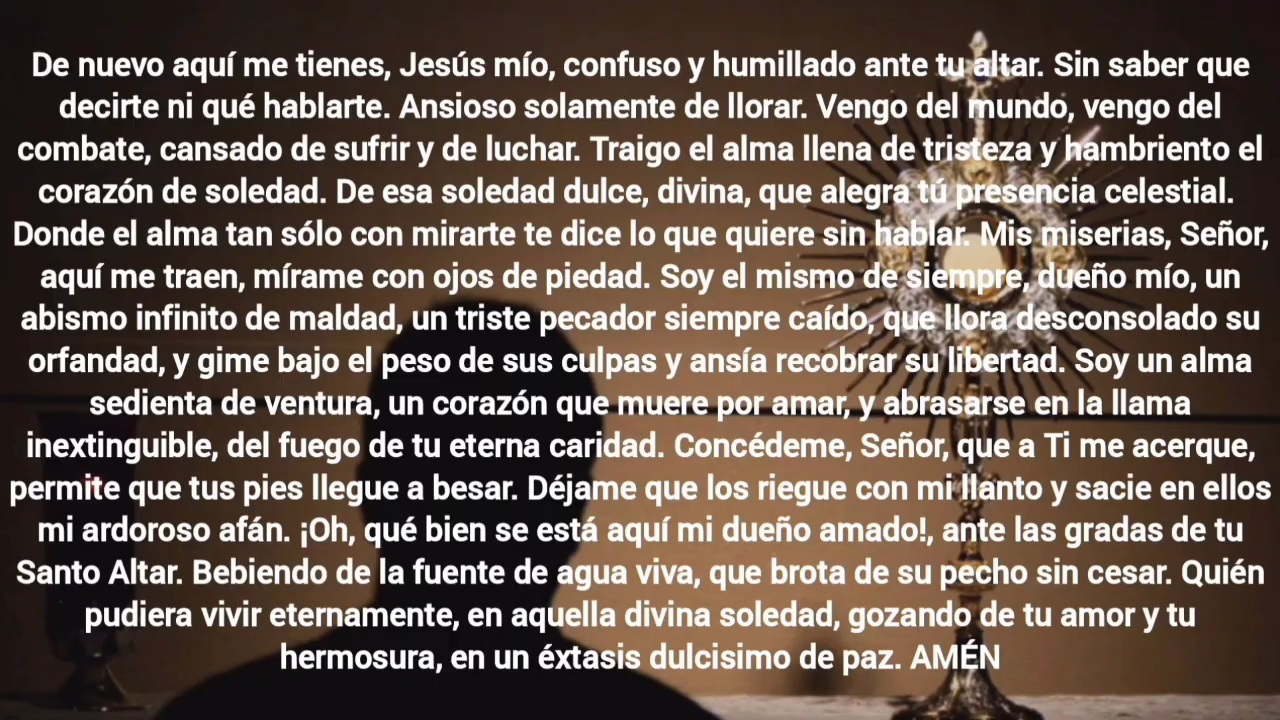 De nuevo aquí me tienes, Jesús mío, confuso y humillado ante tu altar. Sin saber que
decirte ni qué hablarte. Ansioso solamente de llorar. Vengo del mundo, vengo del
combate, cansado de sufrir y de luchar. Traigo el alma llena de tristeza y hambriento el
corazón de soledad. De esa soledad dulce, divina, que alegra tú presencia celestial.
Donde el alma tan sólo con mirarte te dice lo que quiere sin hablar. Mis miserias, Señor,
aquí me traen, mírame con ojos de piedad. Soy el mismo de siempre, dueño mío, un
abismo infinito de maldad, un triste pecador siempre caído, que llora desconsolado su
orfandad, y gime bajo el peso de sus culpas y ansía recobrar su libertad. Soy un alma
sedienta de ventura, un corazón que muere por amar, y abrasarse en la llama
inextinguible, del fuego de tu eterna caridad. Concédeme, Señor, que a Ti me acerque,
permite que tus pies llegue a besar. Déjame que los riegue con mi llanto y sacie en ellos
mi ardoroso afán. ¡Oh, qué bien se está aquí mi dueño amado!, ante las gradas de tu
Santo Altar. Bebiendo de la fuente de agua viva, que brota de su pecho sin cesar. Quién
pudiera vivir eternamente, en aquella divina soledad, gozando de tu amor y tu
hermosura, en un éxtasis dulcisimo de paz. AMÉN